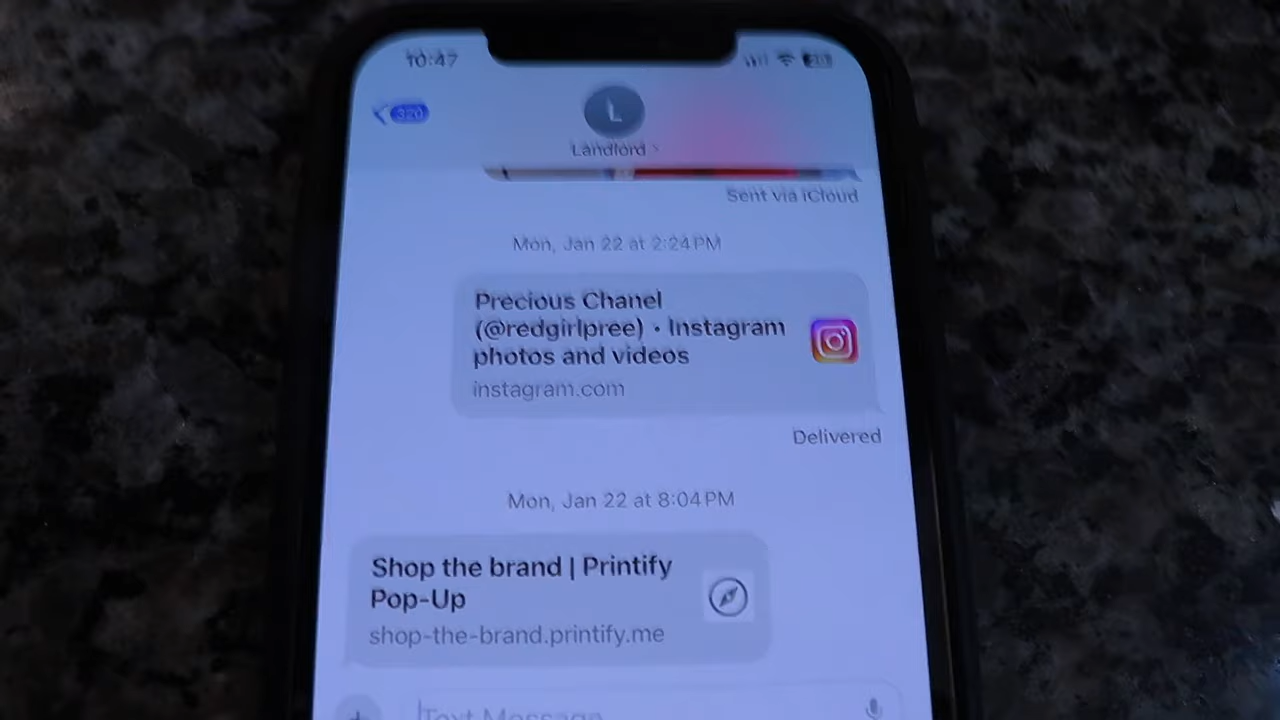 10:47
320
L
Landlord
Sent via iCloud
Mon, Jan 22 at 2:24 PM
Precious Chanel
(@redgirlpree) • Instagram
photos and videos
instagram.com
Delivered
Mon, Jan 22 at 8:04 PM
Shop the brand | Printify
Pop-Up
shop-the-brand.printify.me
Text Message